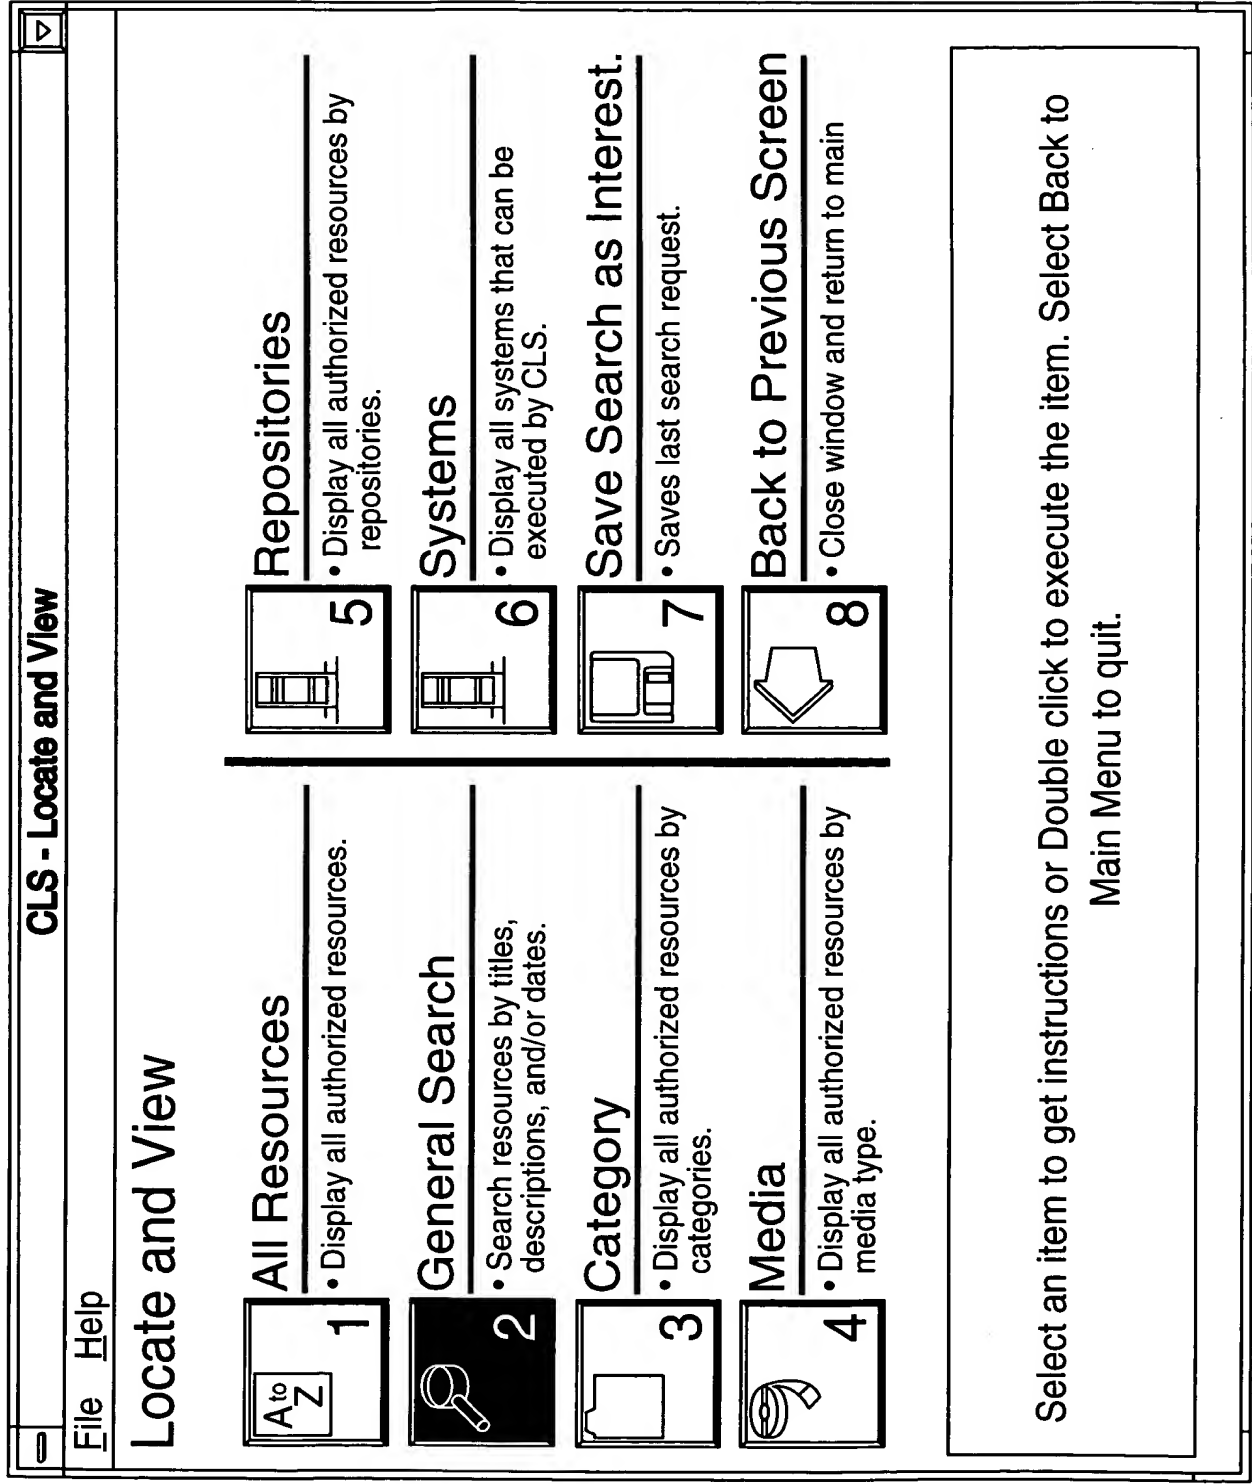 CLS - Locate and View
File Help
Locate and View
A to Z
1
All Resources
• Display all authorized resources.
2
General Search
• Search resources by titles,
descriptions, and/or dates.
3
Category
• Display all authorized resources by
categories.
4
Media
• Display all authorized resources by
media type.
5
Repositories
• Display all authorized resources by
repositories.
6
Systems
• Display all systems that can be
executed by CLS.
7
Save Search as Interest.
• Saves last search request.
8
Back to Previous Screen
• Close window and return to main
Select an item to get instructions or Double click to execute the item. Select Back to
Main Menu to quit.